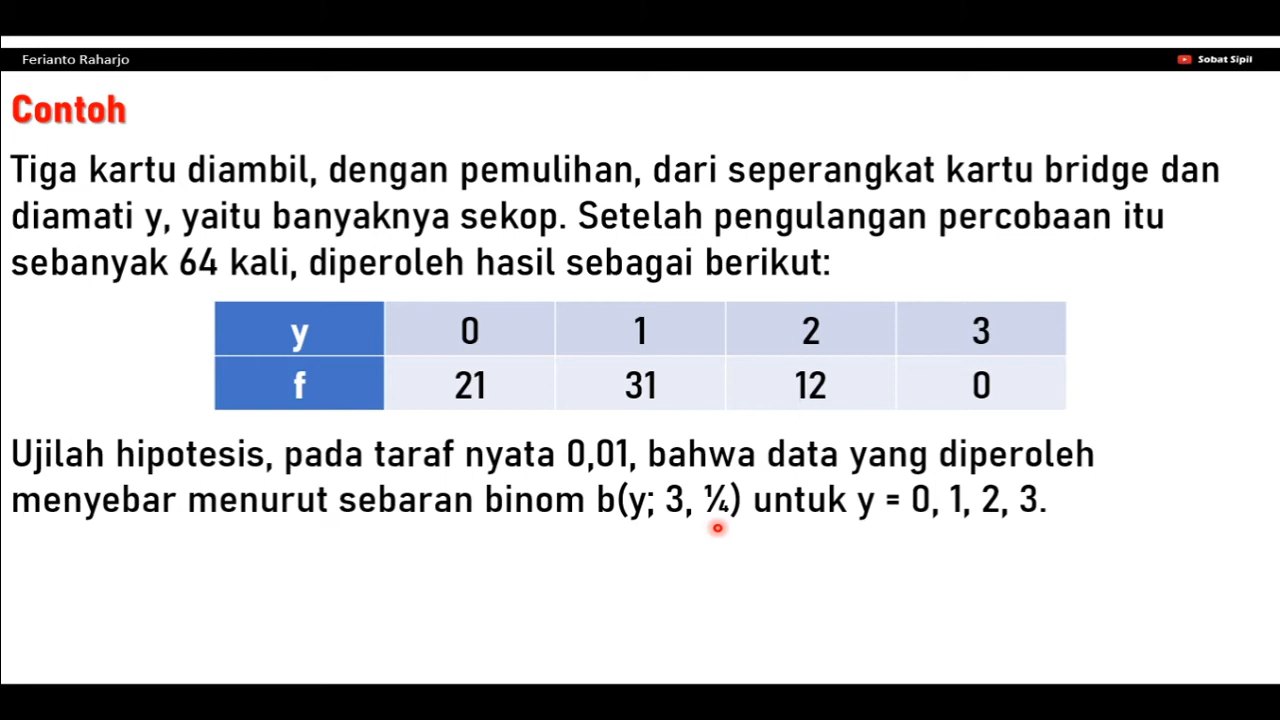 Ferianto Raharjo
Sobat Sipil
Contoh
Tiga kartu diambil, dengan pemulihan, dari seperangkat kartu bridge dan
diamati y, yaitu banyaknya sekop. Setelah pengulangan percobaan itu
sebanyak 64 kali, diperoleh hasil sebagai berikut:
y 0 1 2 3
f 21 31 12 0
Ujilah hipotesis, pada taraf nyata 0,01, bahwa data yang diperoleh
menyebar menurut sebaran binom b(y; 3, ¼) untuk y = 0, 1, 2, 3.